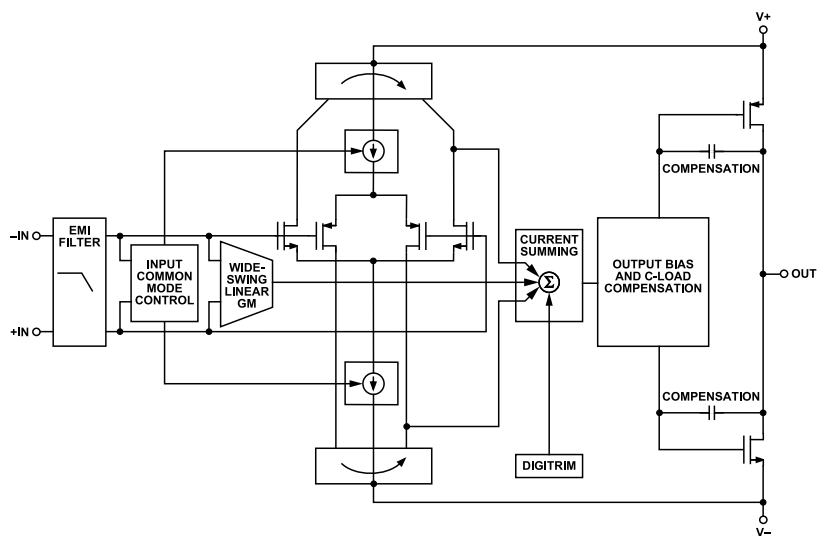 V+
COMPENSATION
–IN
EMI
FILTER
INPUT
COMMON
MODE
CONTROL
WIDE-
SWING
LINEAR
GM
CURRENT
SUMMING
Σ
OUTPUT BIAS
AND C-LOAD
COMPENSATION
OUT
+IN
COMPENSATION
DIGITRIM
V–